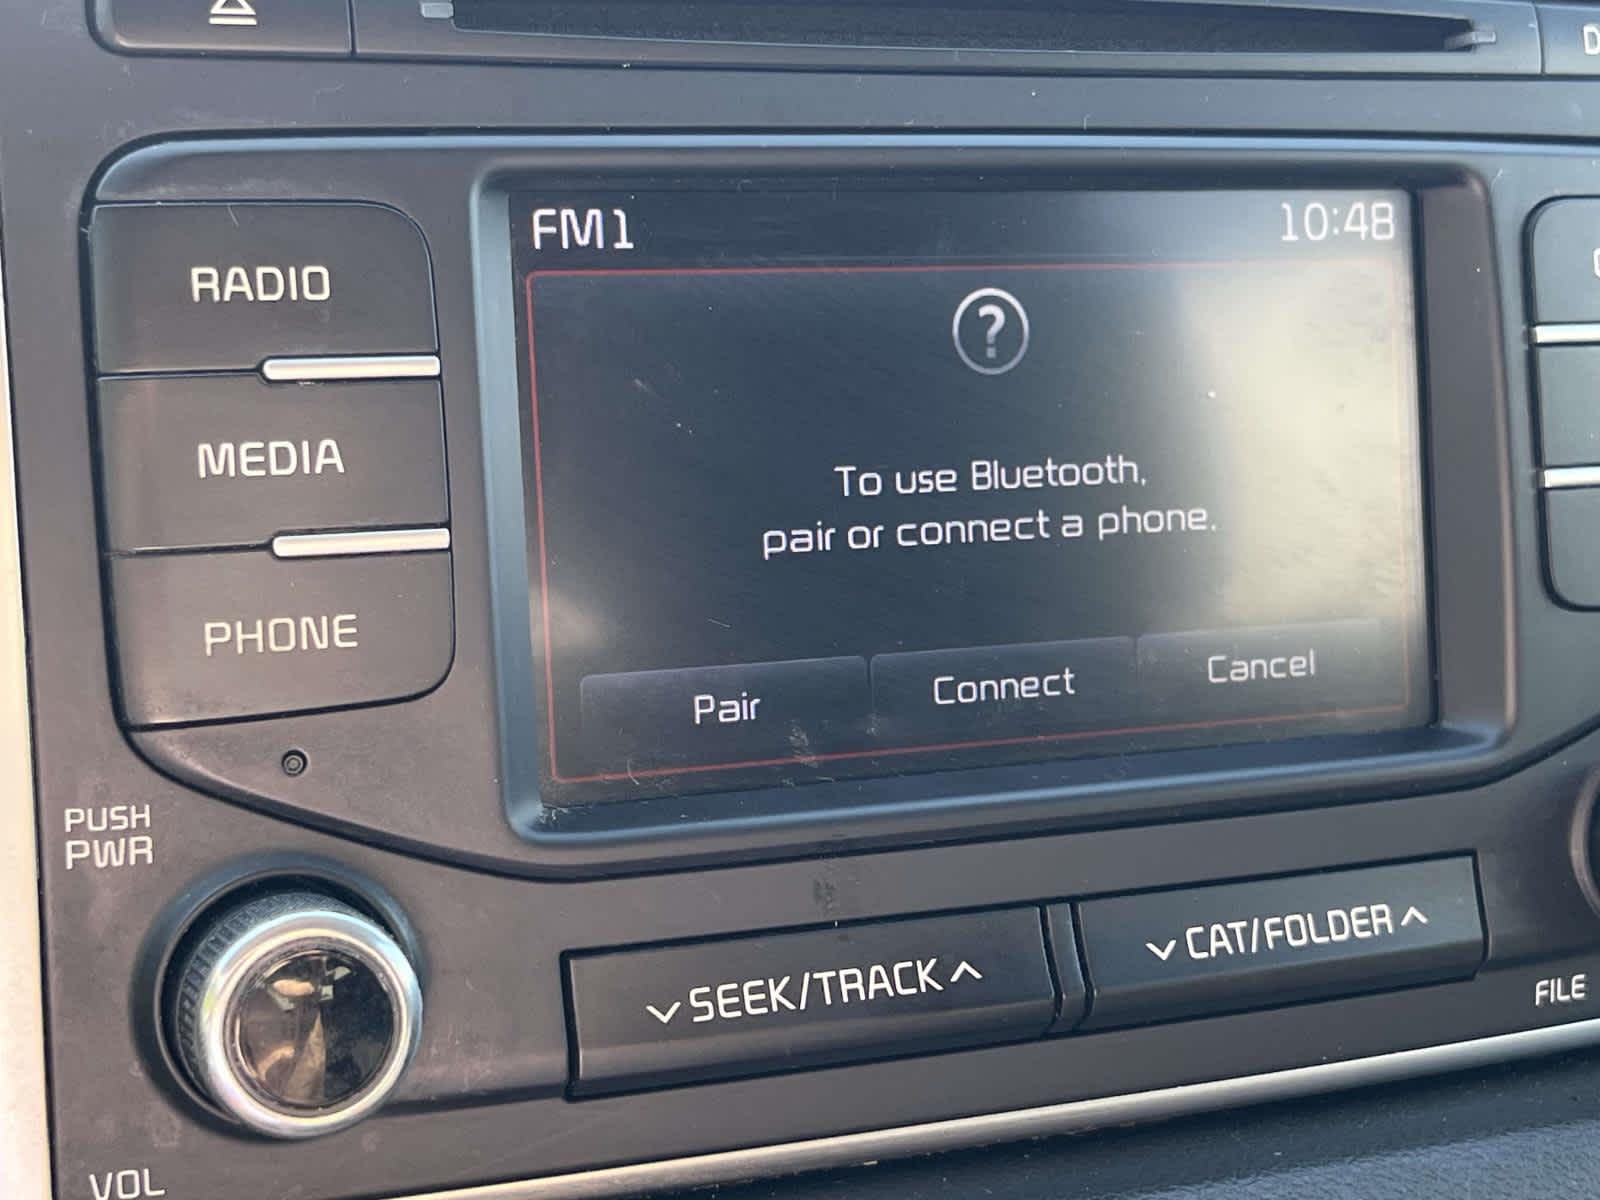 FM1
10:48
RADIO
MEDIA
PHONE
?
To use Bluetooth,
pair or connect a phone.
Pair
Connect
Cancel
PUSH
PWR
SEEK/TRACK
CAT/FOLDER
FILE
VOL